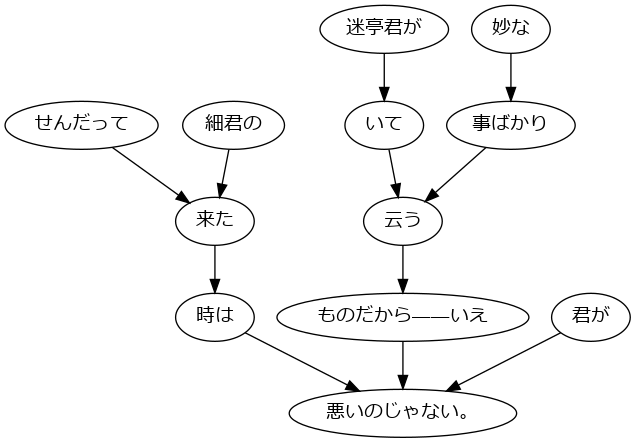 迷亭君が
妙な
せんだって
細君の
いて
事ばかり
来た
云う
時は
ものだから――いえ
君が
悪いのじゃない。